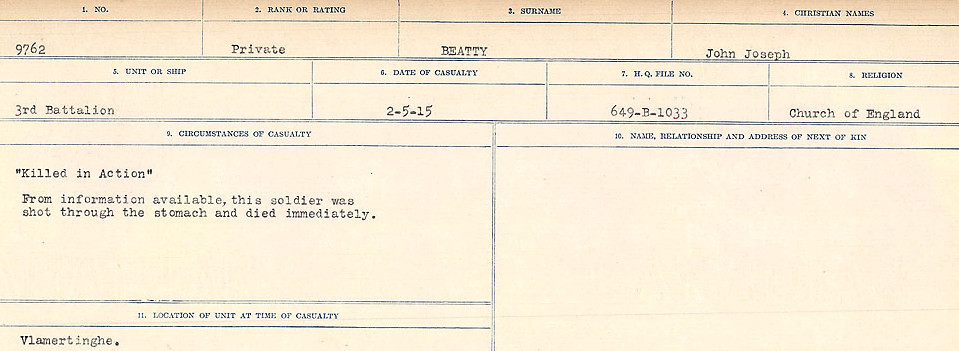 1. NO. 2. RANK OR RATING 3. SURNAME 4. CHRISTIAN NAMES
9762 Private BEATTY John Joseph
5. UNIT OR SHIP 6. DATE OF CASUALTY 7. H.Q. FILE NO. 8. RELIGION
3rd Battalion 2-5-15 649-B-1033 Church of England
9. CIRCUMSTANCES OF CASUALTY 10. NAME, RELATIONSHIP AND ADDRESS OF NEXT OF KIN
"Killed in Action"
From information available, this soldier was
shot through the stomach and died immediately.
11. LOCATION OF UNIT AT TIME OF CASUALTY
Vlamertinghe.